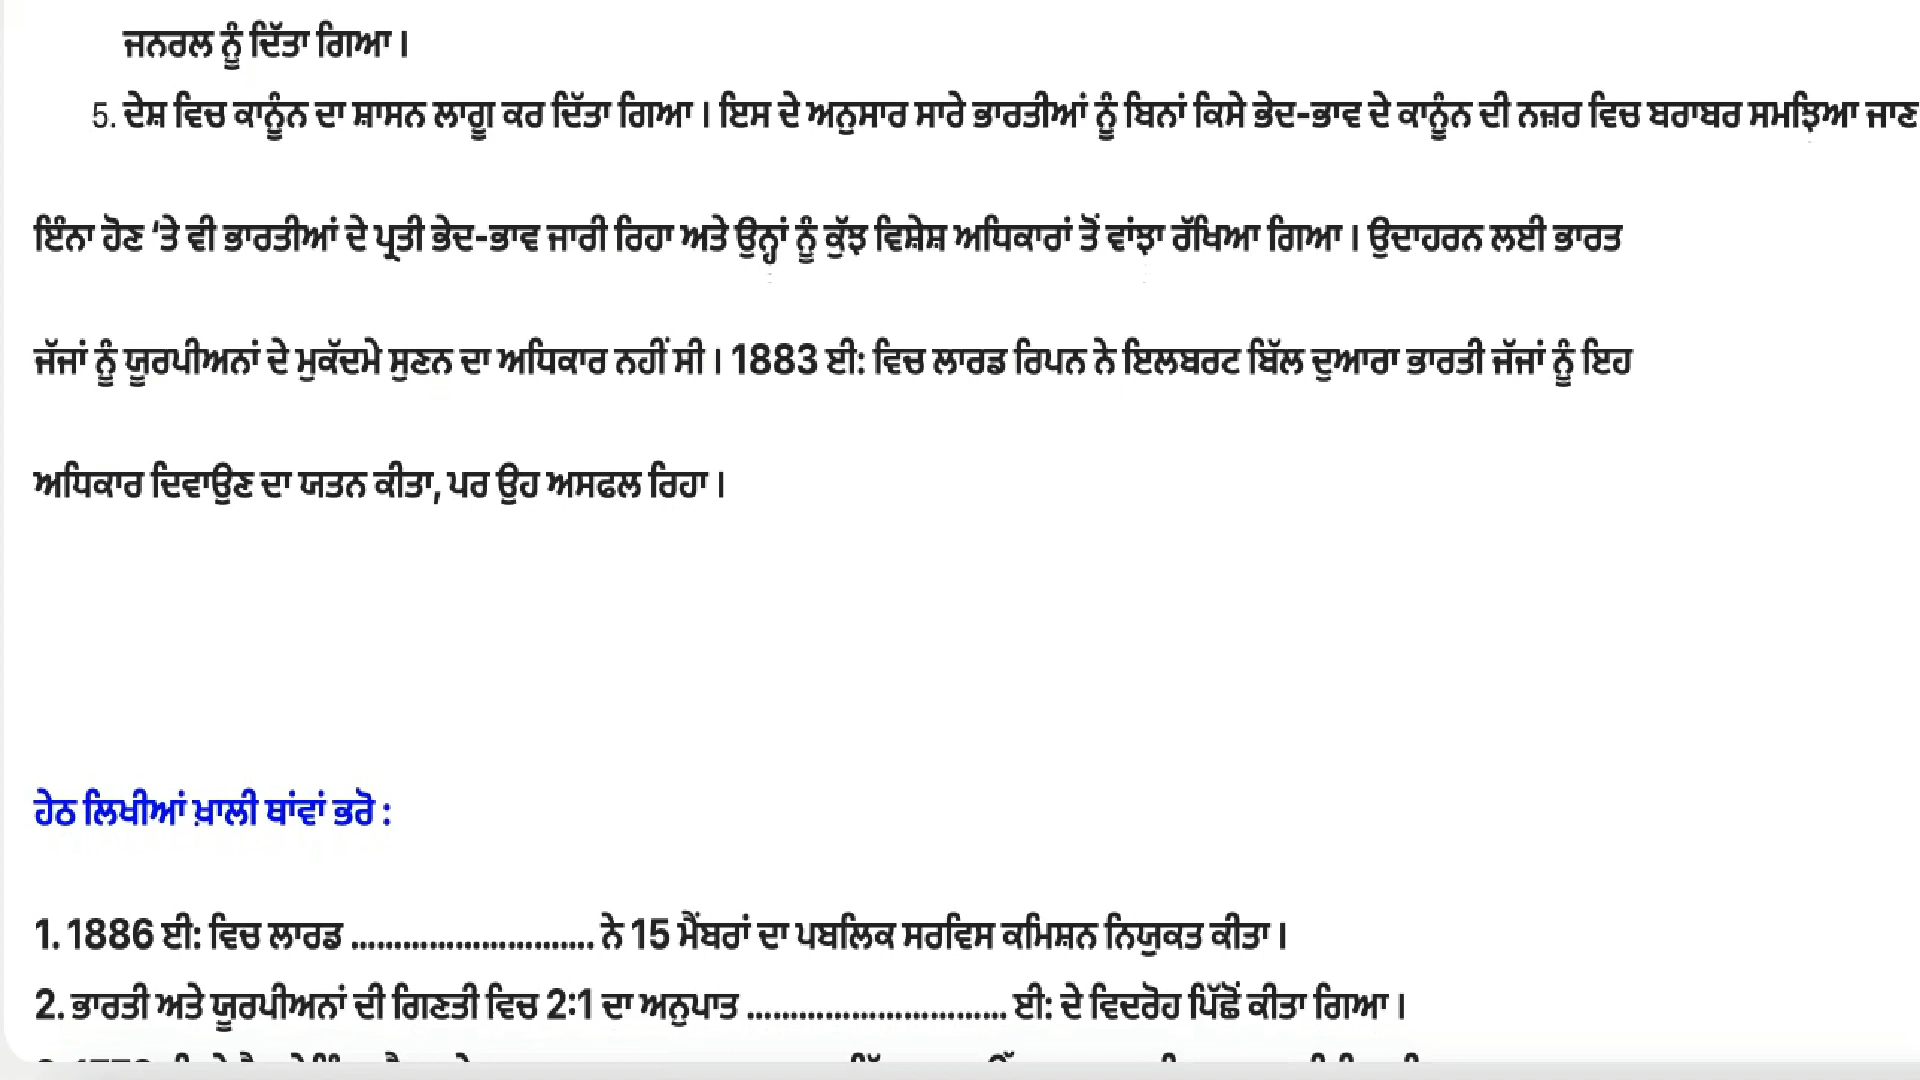 ਜਨਰਲ ਨੂੰ ਦਿੱਤਾ ਗਿਆ ।
5. ਦੇਸ਼ ਵਿਚ ਕਾਨੂੰਨ ਦਾ ਸ਼ਾਸਨ ਲਾਗੂ ਕਰ ਦਿੱਤਾ ਗਿਆ । ਇਸ ਦੇ ਅਨੁਸਾਰ ਸਾਰੇ ਭਾਰਤੀਆਂ ਨੂੰ ਬਿਨਾਂ ਕਿਸੇ ਭੇਦ-ਭਾਵ ਦੇ ਕਾਨੂੰਨ ਦੀ ਨਜ਼ਰ ਵਿਚ ਬਰਾਬਰ ਸਮਝਿਆ ਜਾਣ
ਇੰਨਾ ਹੋਣ ‘ਤੇ ਵੀ ਭਾਰਤੀਆਂ ਦੇ ਪ੍ਰਤੀ ਭੇਦ-ਭਾਵ ਜਾਰੀ ਰਿਹਾ ਅਤੇ ਉਨ੍ਹਾਂ ਨੂੰ ਕੁੱਝ ਵਿਸ਼ੇਸ਼ ਅਧਿਕਾਰਾਂ ਤੋਂ ਵਾਂਝਾ ਰੱਖਿਆ ਗਿਆ । ਉਦਾਹਰਨ ਲਈ ਭਾਰਤ
ਜੱਜਾਂ ਨੂੰ ਯੂਰਪੀਅਨਾਂ ਦੇ ਮੁਕੱਦਮੇ ਸੁਣਨ ਦਾ ਅਧਿਕਾਰ ਨਹੀਂ ਸੀ । 1883 ਈ: ਵਿਚ ਲਾਰਡ ਰਿਪਨ ਨੇ ਇਲਬਰਟ ਬਿੱਲ ਦੁਆਰਾ ਭਾਰਤੀ ਜੱਜਾਂ ਨੂੰ ਇਹ
ਅਧਿਕਾਰ ਦਿਵਾਉਣ ਦਾ ਯਤਨ ਕੀਤਾ, ਪਰ ਉਹ ਅਸਫਲ ਰਿਹਾ ।
ਹੇਠ ਲਿਖੀਆਂ ਖ਼ਾਲੀ ਥਾਂਵਾਂ ਭਰੋ :
1. 1886 ਈ: ਵਿਚ ਲਾਰਡ ............................ ਨੇ 15 ਮੈਂਬਰਾਂ ਦਾ ਪਬਲਿਕ ਸਰਵਿਸ ਕਮਿਸ਼ਨ ਨਿਯੁਕਤ ਕੀਤਾ ।
2. ਭਾਰਤੀ ਅਤੇ ਯੂਰਪੀਅਨਾਂ ਦੀ ਗਿਣਤੀ ਵਿਚ 2:1 ਦਾ ਅਨੁਪਾਤ .............................. ਈ: ਦੇ ਵਿਦਰੋਹ ਪਿੱਛੋਂ ਕੀਤਾ ਗਿਆ ।